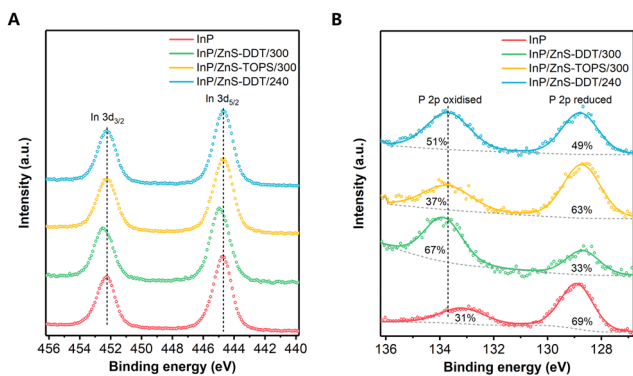 A
InP
InP/ZnS-DDT/300
InP/ZnS-TOPS/300
InP/ZnS-DDT/240
In 3d3/2
In 3d5/2
Intensity (a.u.)
456 454 452 450 448 446 444 442 440
Binding energy (eV)
B
InP
InP/ZnS-DDT/300
InP/ZnS-TOPS/300
InP/ZnS-DDT/240
P 2p oxidised P 2p reduced
51% 49%
37% 63%
67% 33%
31% 69%
Intensity (a.u.)
136 134 132 130 128
Binding energy (eV)